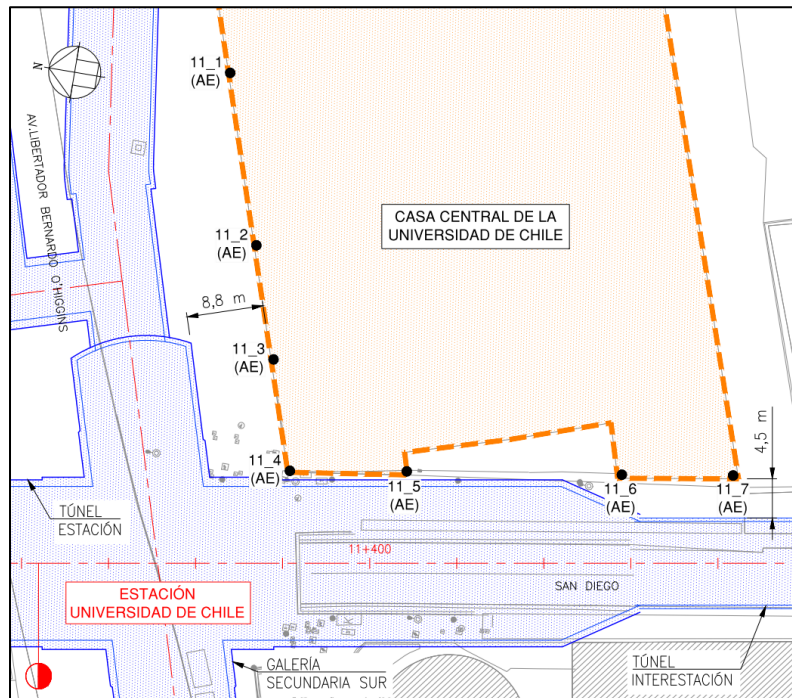 11_1
(AE)
N
AV.LIBERTADOR BERNARDO O'HIGGINS
CASA CENTRAL DE LA
UNIVERSIDAD DE CHILE
11_2
(AE)
8,8 m
11_3
(AE)
4,5 m
11_4
(AE)
11_5
(AE)
11_6
(AE)
11_7
(AE)
TÚNEL
ESTACIÓN
11+400
ESTACIÓN
UNIVERSIDAD DE CHILE
SAN DIEGO
GALERÍA
SECUNDARIA SUR
TÚNEL
INTERESTACIÓN